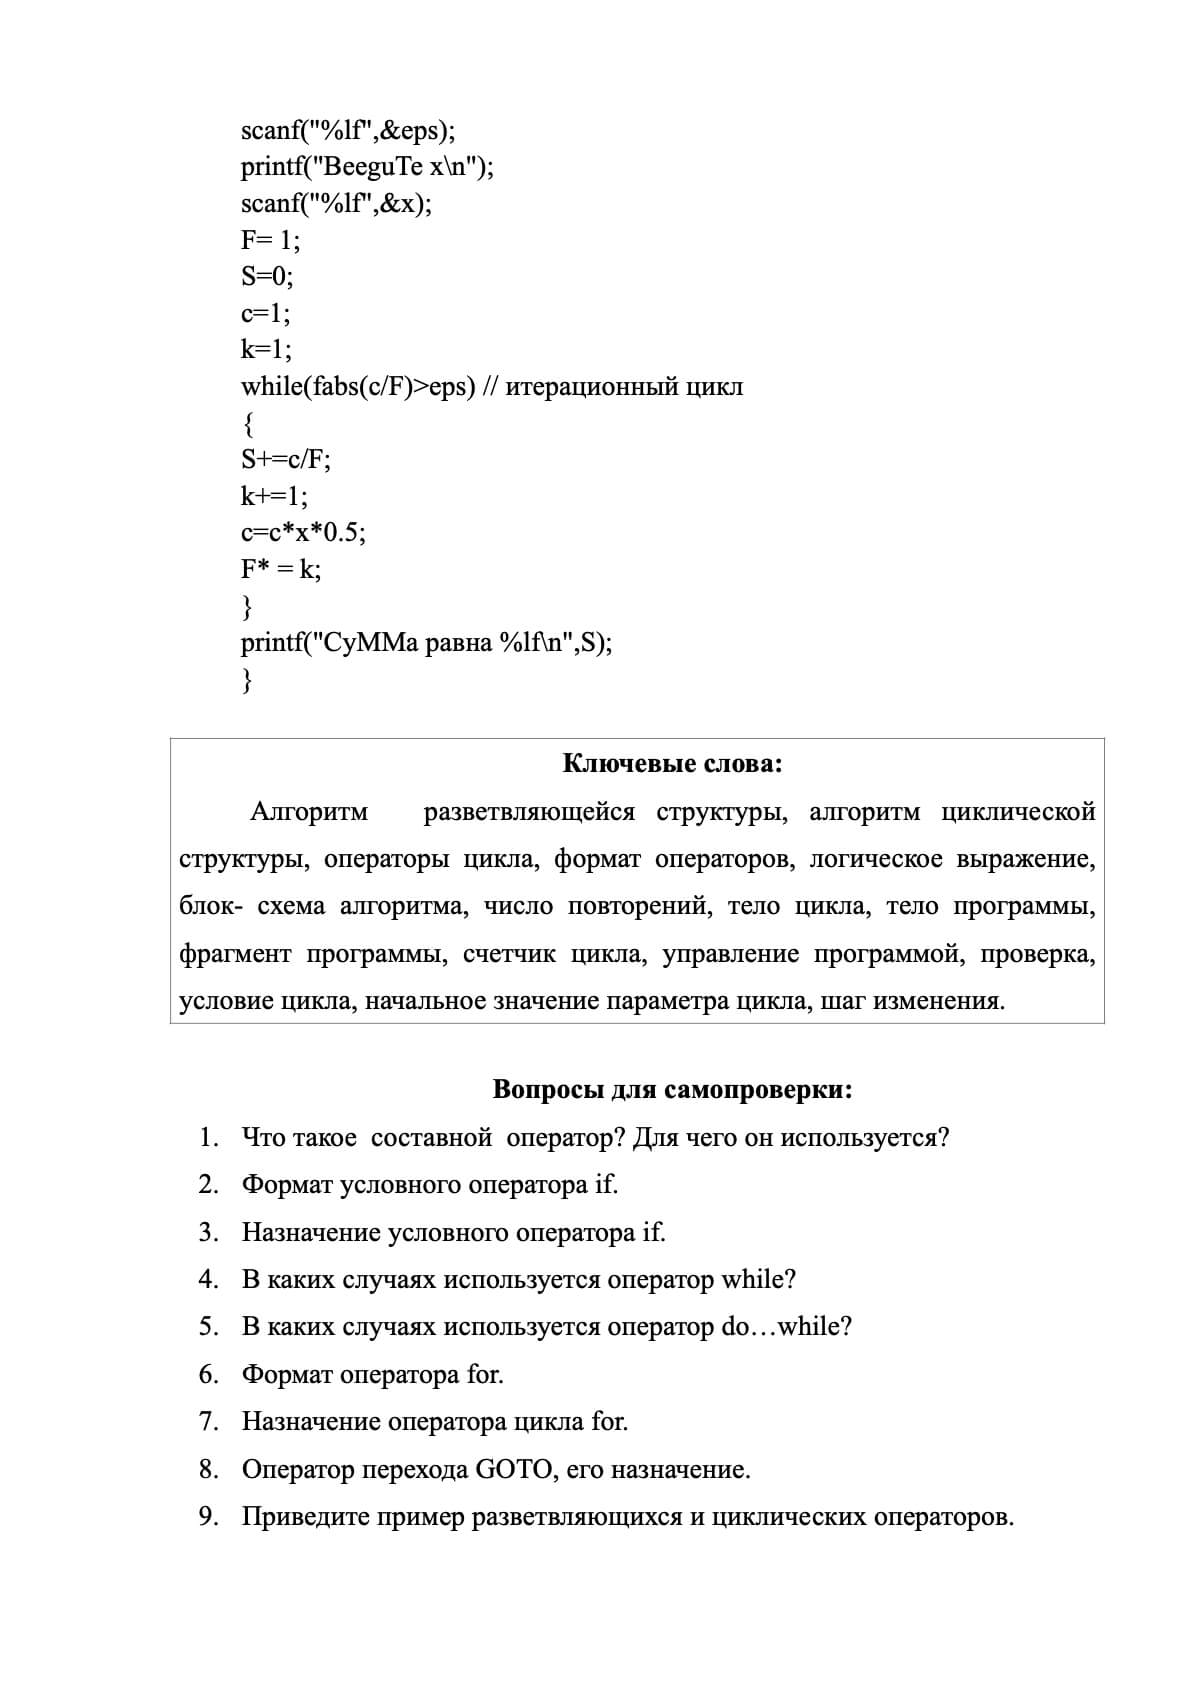 scanf("%lf",&eps);
printf("BeeguTe x\n");
scanf("%lf",&x);
F= 1;
S=0;
c=1;
k=1;
while(fabs(c/F)>eps) // итерационный цикл
{
S+=c/F;
k+=1;
c=c*x*0.5;
F* = k;
}
printf("СуММа равна %lf\n",S);
}
Ключевые слова:
Алгоритм разветвляющейся структуры, алгоритм циклической
структуры, операторы цикла, формат операторов, логическое выражение,
блок- схема алгоритма, число повторений, тело цикла, тело программы,
фрагмент программы, счетчик цикла, управление программой, проверка,
условие цикла, начальное значение параметра цикла, шаг изменения.
Вопросы для самопроверки:
1. Что такое составной оператор? Для чего он используется?
2. Формат условного оператора if.
3. Назначение условного оператора if.
4. В каких случаях используется оператор while?
5. В каких случаях используется оператор do…while?
6. Формат оператора for.
7. Назначение оператора цикла for.
8. Оператор перехода GOTO, его назначение.
9. Приведите пример разветвляющихся и циклических операторов.